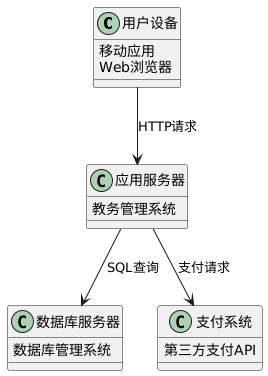 C 用户设备
移动应用
Web浏览器
HTTP请求
C 应用服务器
教务管理系统
SQL查询
支付请求
C 数据库服务器
数据库管理系统
C 支付系统
第三方支付API